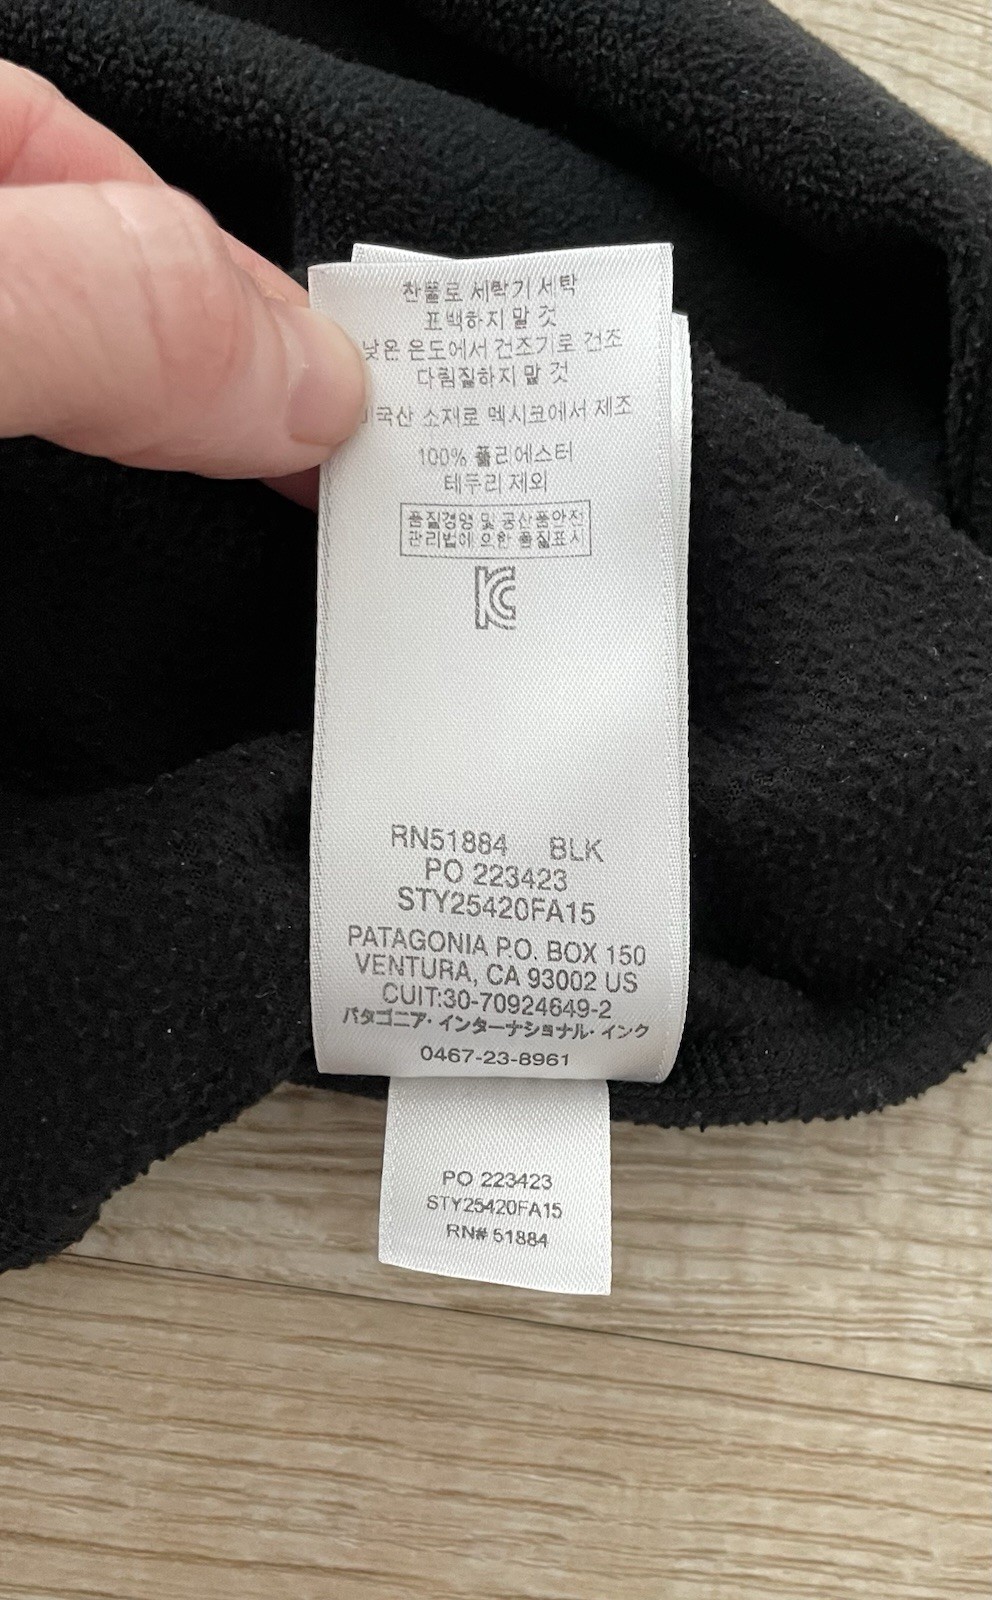 찬물로 세탁기 세탁
표백하지 말 것
낮온 온도에서 건조기로 건조
다림질하지 말 것
미국산 소재로 멕시코에서 제조
100% 폴리에스터
테두리 제외
품질경영 및 공산품안전
관리법에 의한 품질표시
RN51884 BLK
PO 223423
STY25420FA15
PATAGONIA P.O. BOX 150
VENTURA, CA 93002 US
CUIT:30-70924649-2
パタゴニア・インターナショナル・インク
0467-23-8961
PO 223423
STY25420FA15
RN# 51884